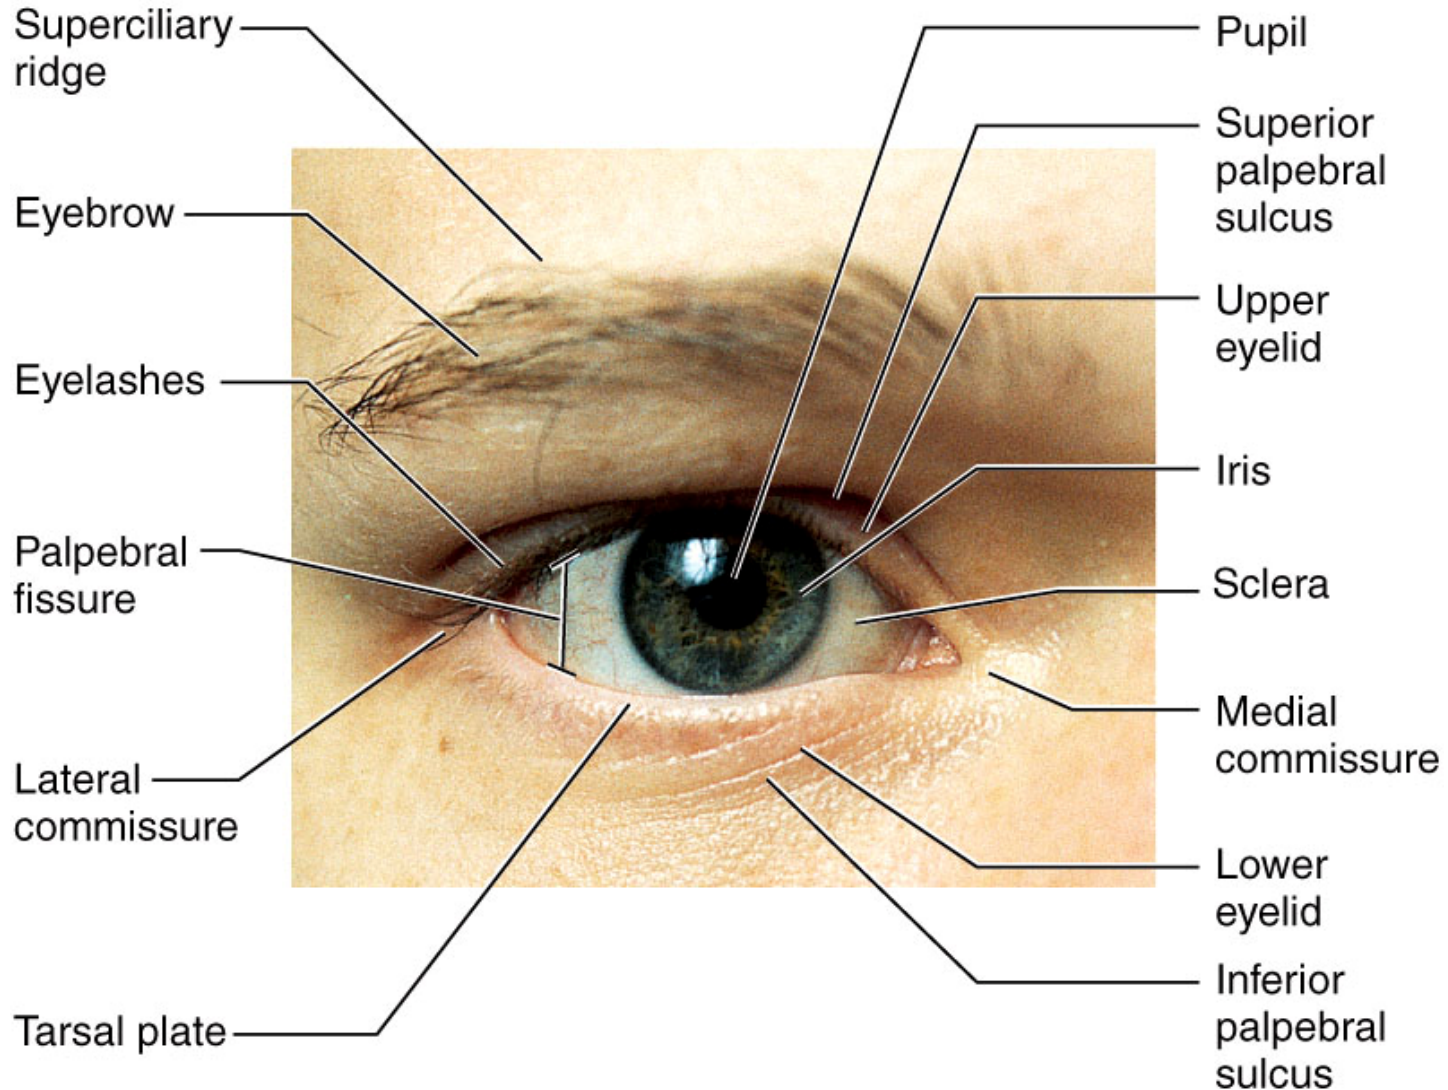 Superciliary
ridge
Eyebrow
Eyelashes
Palpebral
fissure
Lateral
commissure
Tarsal plate
Pupil
Superior
palpebral
sulcus
Upper
eyelid
Iris
Sclera
Medial
commissure
Lower
eyelid
Inferior
palpebral
sulcus